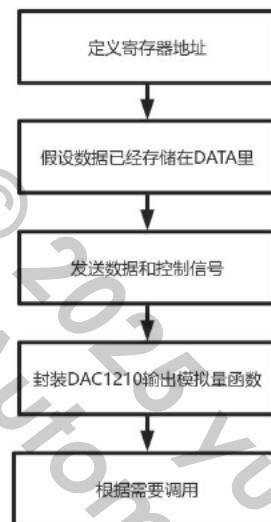 定义寄存器地址
假设数据已经存储在DATA里
发送数据和控制信号
封装DAC1210输出模拟量函数
根据需要调用
© 2025